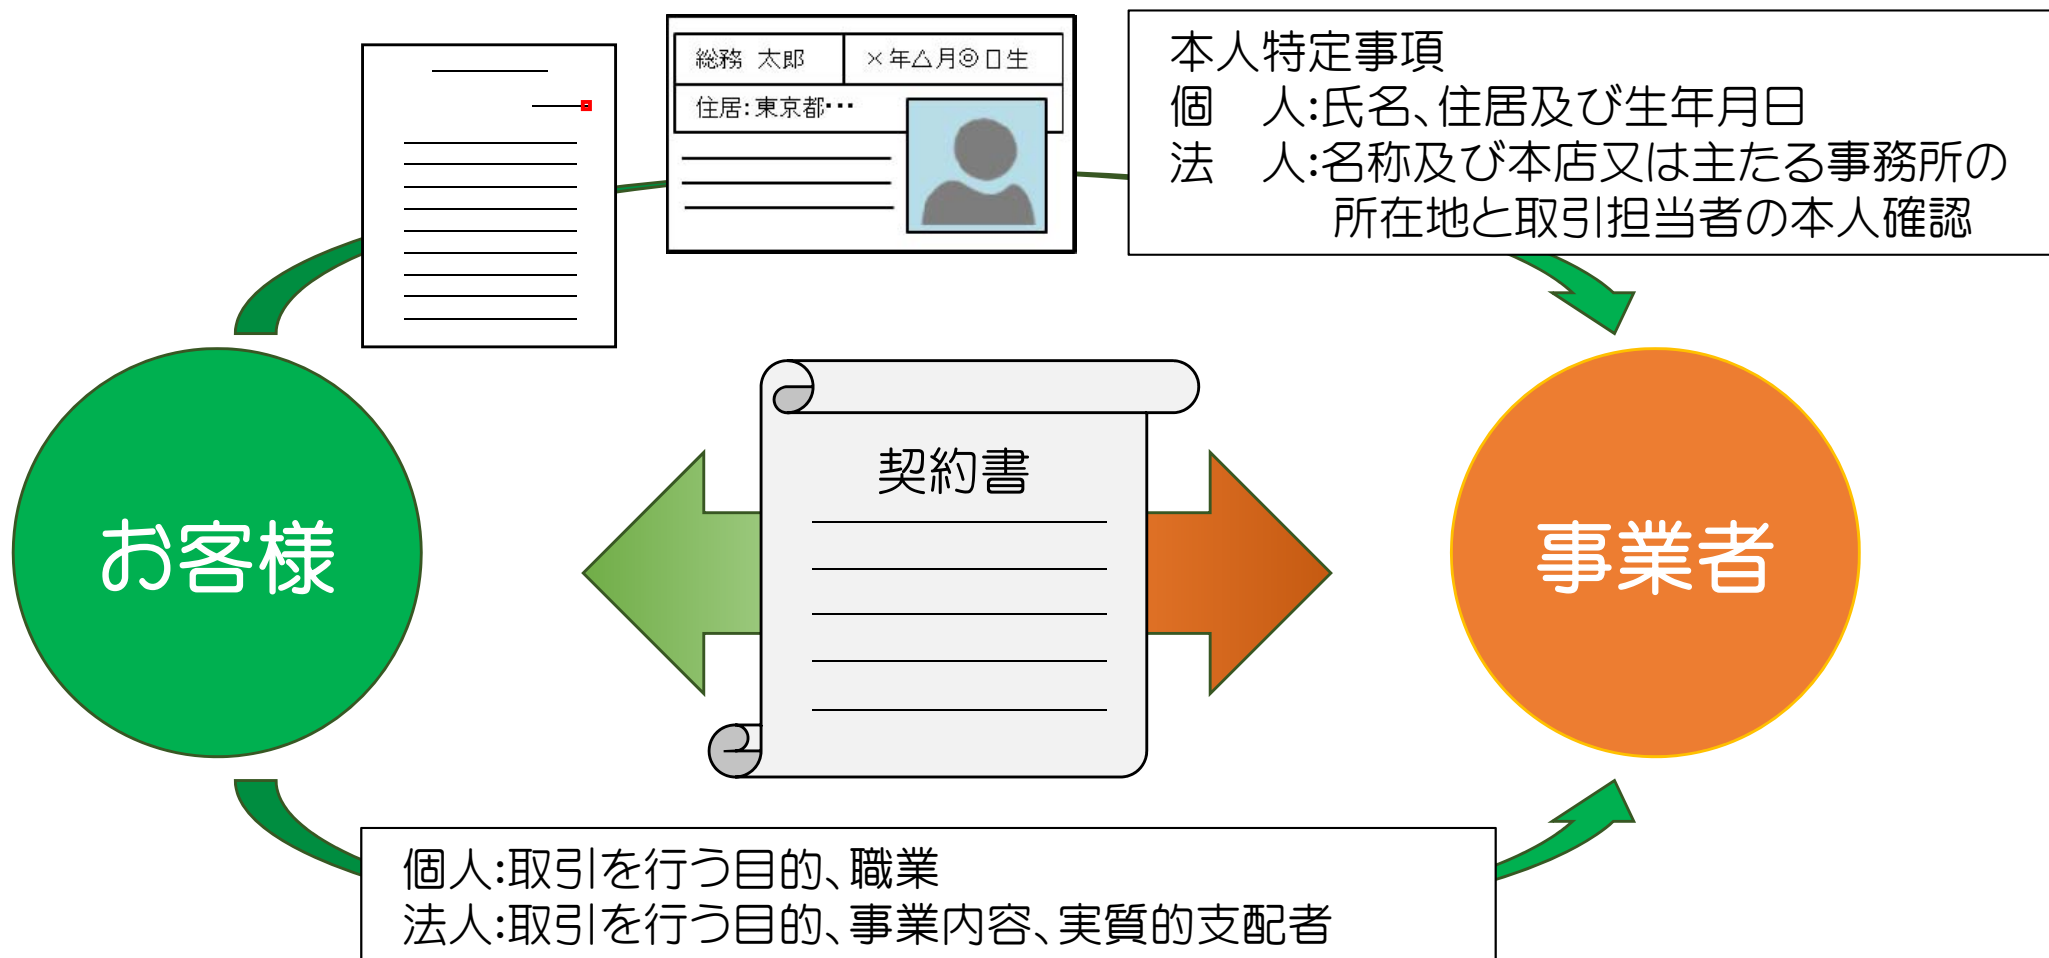 総務 太郎
×年△月◎日生
住居:東京都…
本人特定事項
個　人:氏名、住居及び生年月日
法　人:名称及び本店又は主たる事務所の
所在地と取引担当者の本人確認
契約書
お客様
事業者
個人:取引を行う目的、職業
法人:取引を行う目的、事業内容、実質的支配者